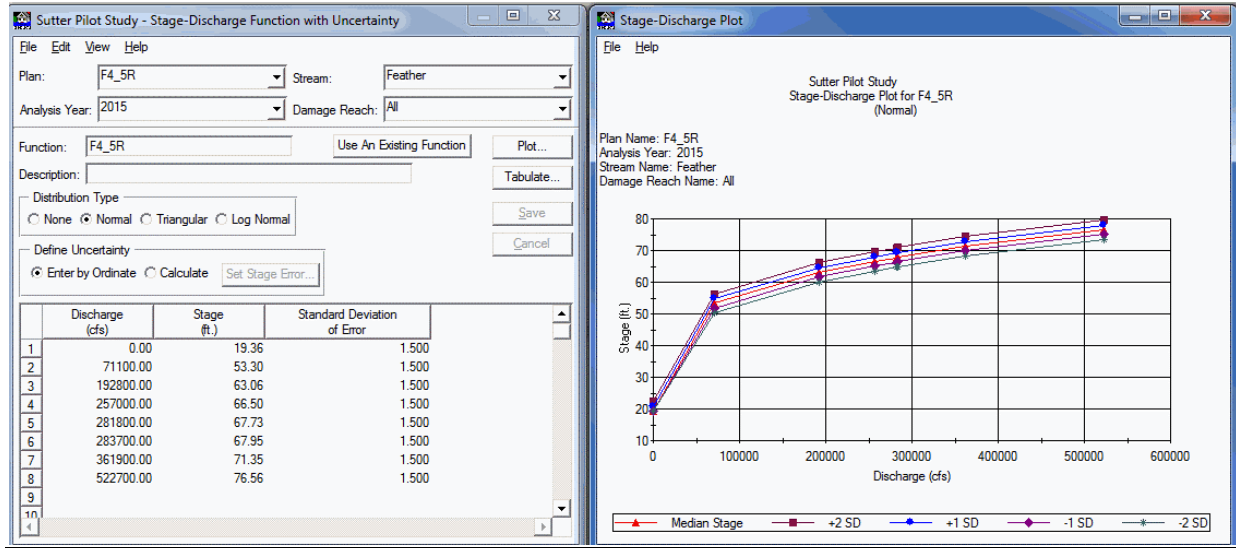 Sutter Pilot Study - Stage-Discharge Function with Uncertainty
File Edit View Help
Plan: F4_5R Stream: Feather
Analysis Year: 2015 Damage Reach: All
Function: F4_5R Use An Existing Function Plot...
Description: Tabulate...
Distribution Type
None Normal Triangular Log Normal Save
Define Uncertainty Cancel
Enter by Ordinate Calculate Set Stage Error...
Discharge Stage Standard Deviation
(cfs) (ft.) of Error
1 0.00 19.36 1.500
2 71100.00 53.30 1.500
3 192800.00 63.06 1.500
4 257000.00 66.50 1.500
5 281800.00 67.73 1.500
6 283700.00 67.95 1.500
7 361900.00 71.35 1.500
8 522700.00 76.56 1.500
9
10
Stage-Discharge Plot
File Help
Sutter Pilot Study
Stage-Discharge Plot for F4_5R
(Normal)
Plan Name: F4_5R
Analysis Year: 2015
Stream Name: Feather
Damage Reach Name: All
80
70
60
50
40
30
20
10
Stage (ft.)
0 100000 200000 300000 400000 500000 600000
Discharge (cfs)
Median Stage +2 SD +1 SD -1 SD -2 SD